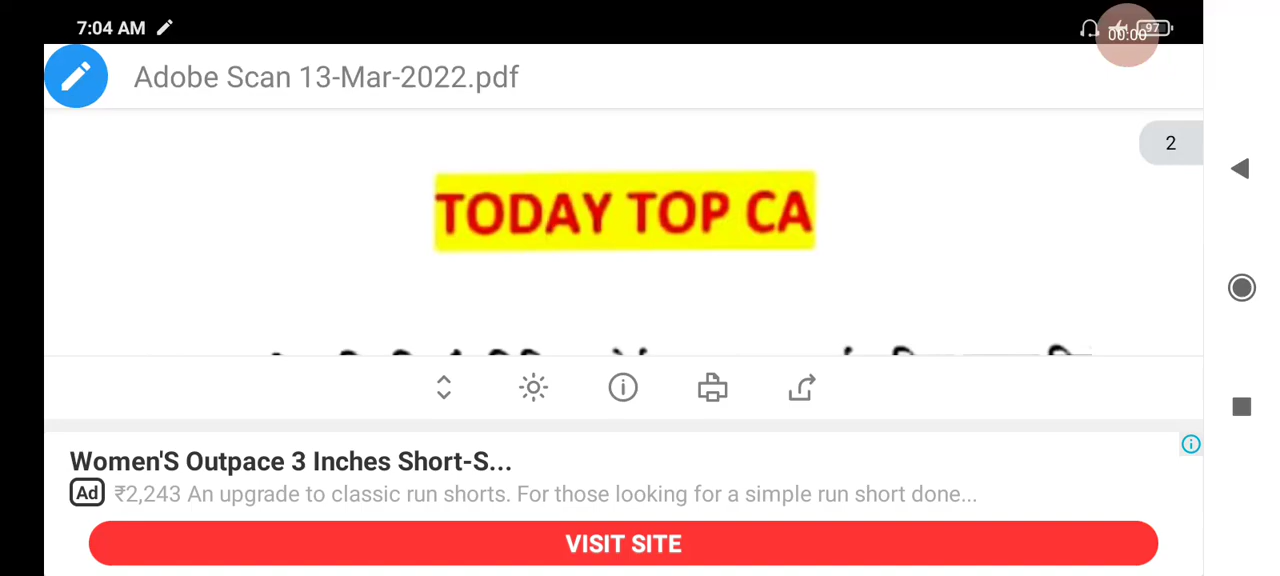 7:04 AM
97
00:00
Adobe Scan 13-Mar-2022.pdf
2
TODAY TOP CA
Women'S Outpace 3 Inches Short-S...
Ad ₹2,243 An upgrade to classic run shorts. For those looking for a simple run short done...
VISIT SITE